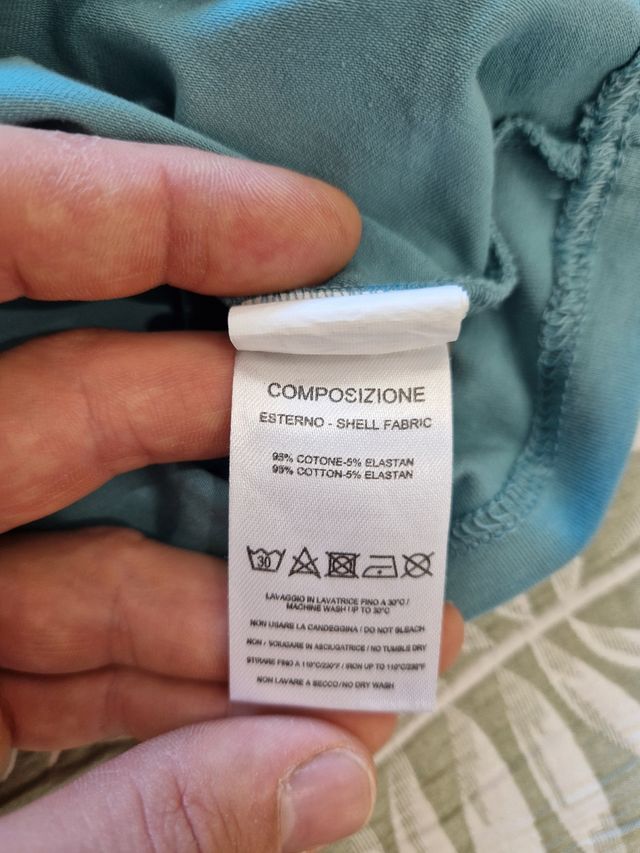 COMPOSIZIONE
ESTERNO - SHELL FABRIC
95% COTONE-5% ELASTAN
95% COTTON-5% ELASTAN
30
LAVAGGIO IN LAVATRICE FINO A 30°C /
MACHINE WASH UP TO 30°C
NON USARE LA CANDEGGINA / DO NOT BLEACH
NON ASCIUGARE IN ASCIUGATRICE / NO TUMBLE DRY
STIRARE FINO A 110°C/230°F / IRON UP TO 110°C/230°F
NON LAVARE A SECCO / NO DRY WASH